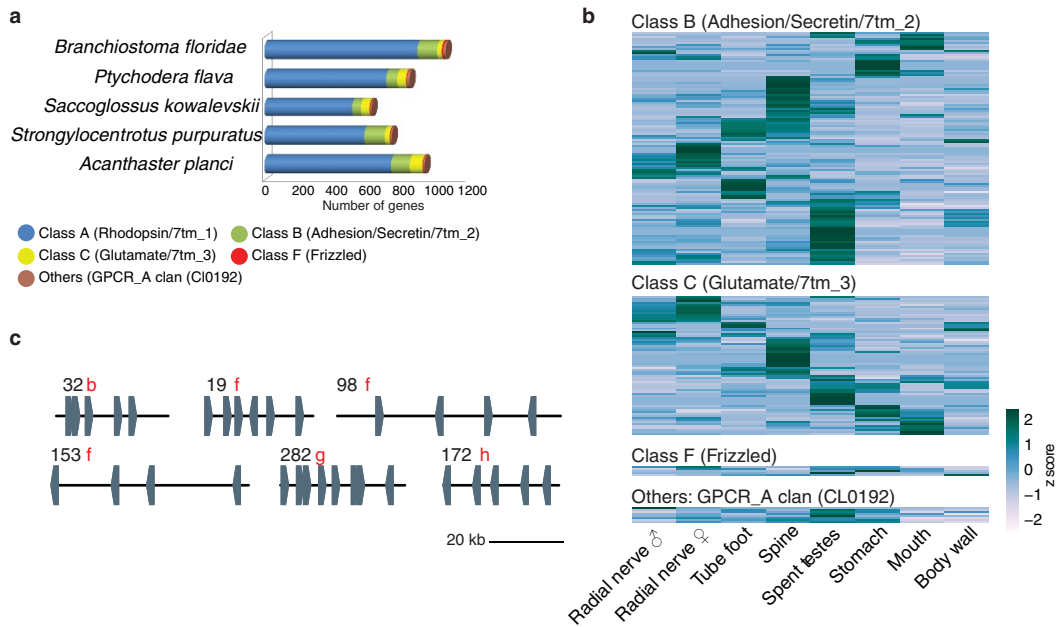 a
Branchiostoma floridae
Ptychodera flava
Saccoglossus kowalevskii
Strongylocentrotus purpuratus
Acanthaster planci
0 200 400 600 800 1000 1200
Number of genes
Class A (Rhodopsin/7tm_1)
Class B (Adhesion/Secretin/7tm_2)
Class C (Glutamate/7tm_3)
Class F (Frizzled)
Others (GPCR_A clan (Cl0192)
b
Class B (Adhesion/Secretin/7tm_2)
Class C (Glutamate/7tm_3)
Class F (Frizzled)
Others: GPCR_A clan (CL0192)
Radial nerve ♂
Radial nerve ♀
Tube foot
Spine
Spent testes
Stomach
Mouth
Body wall
2
1
0
−1
−2
z score
c
32 b
19 f
98 f
153 f
282 g
172 h
20 kb